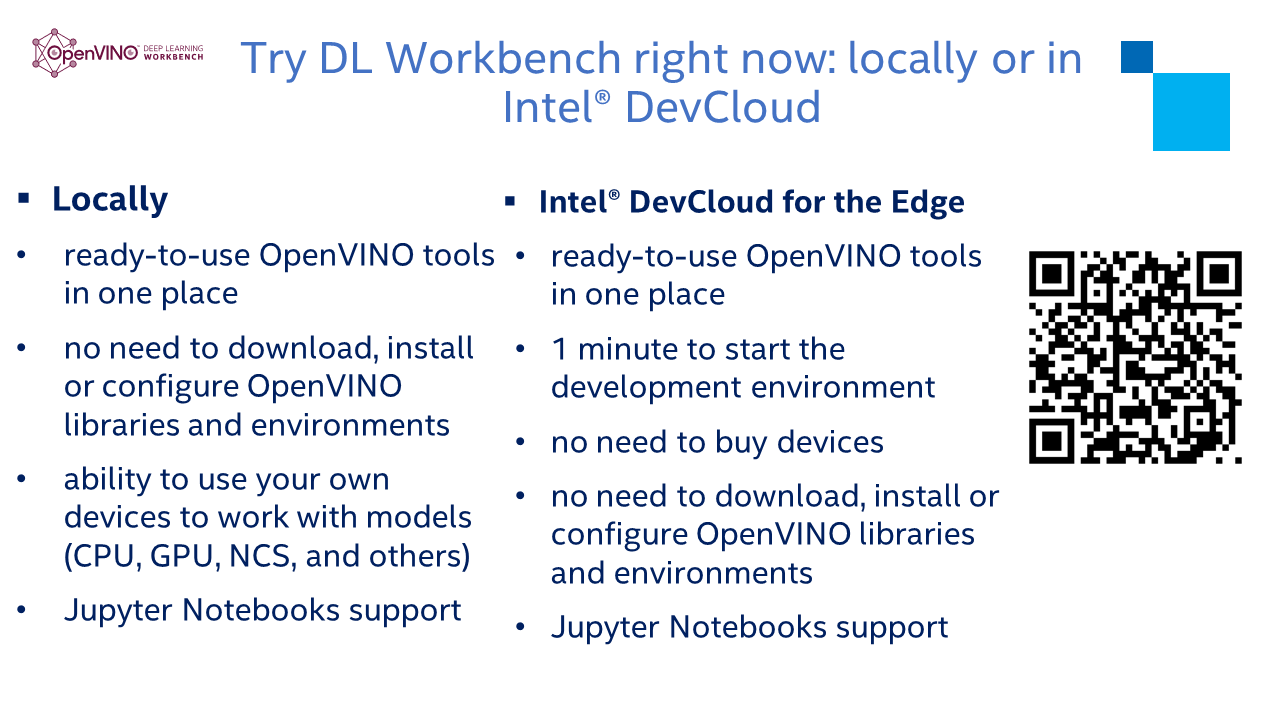 OpenVINO™ DEEP LEARNING
WORKBENCH
Try DL Workbench right now: locally or in
Intel® DevCloud
▪ Locally
• ready-to-use OpenVINO tools
in one place
• no need to download, install
or configure OpenVINO
libraries and environments
• ability to use your own
devices to work with models
(CPU, GPU, NCS, and others)
• Jupyter Notebooks support
▪ Intel® DevCloud for the Edge
• ready-to-use OpenVINO tools
in one place
• 1 minute to start the
development environment
• no need to buy devices
• no need to download, install or
configure OpenVINO libraries
and environments
• Jupyter Notebooks support